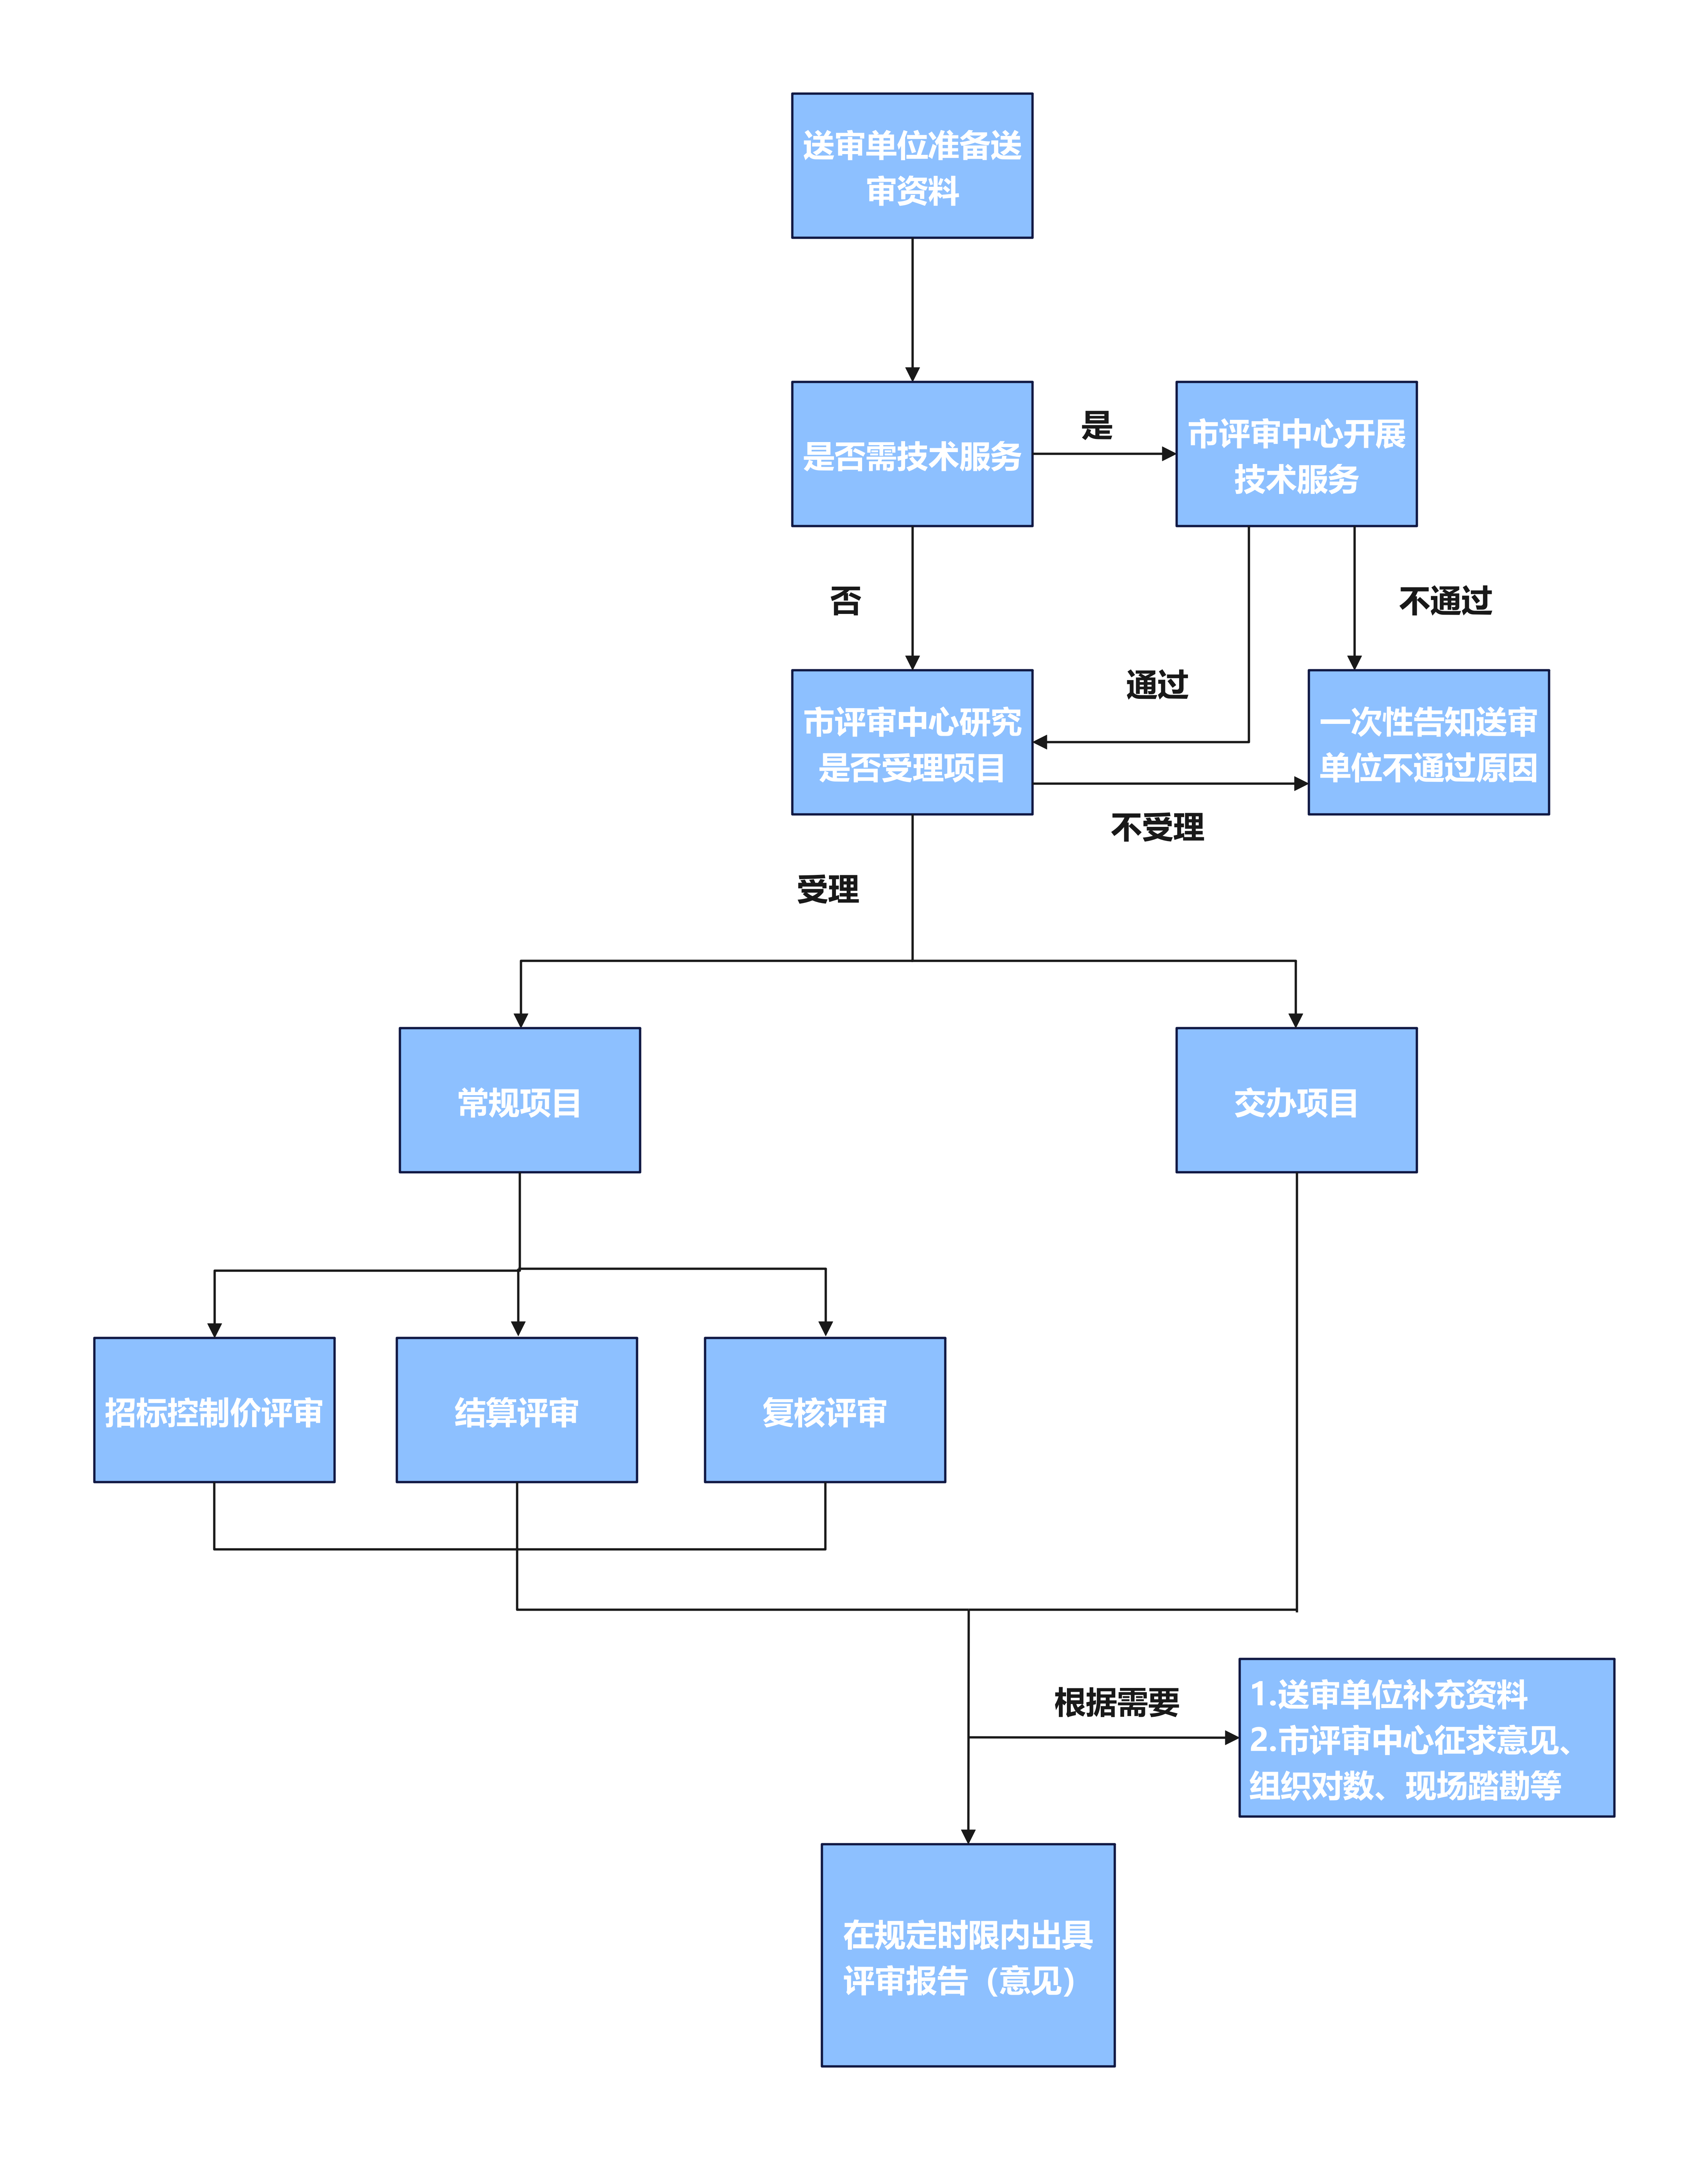 送审单位准备送
审资料
是否需技术服务
是
市评审中心开展
技术服务
否
不通过
通过
市评审中心研究
是否受理项目
一次性告知送审
单位不通过原因
不受理
受理
常规项目
交办项目
招标控制价评审
结算评审
复核评审
根据需要
1.送审单位补充资料
2.市评审中心征求意见、
组织对数、现场踏勘等
在规定时限内出具
评审报告（意见）